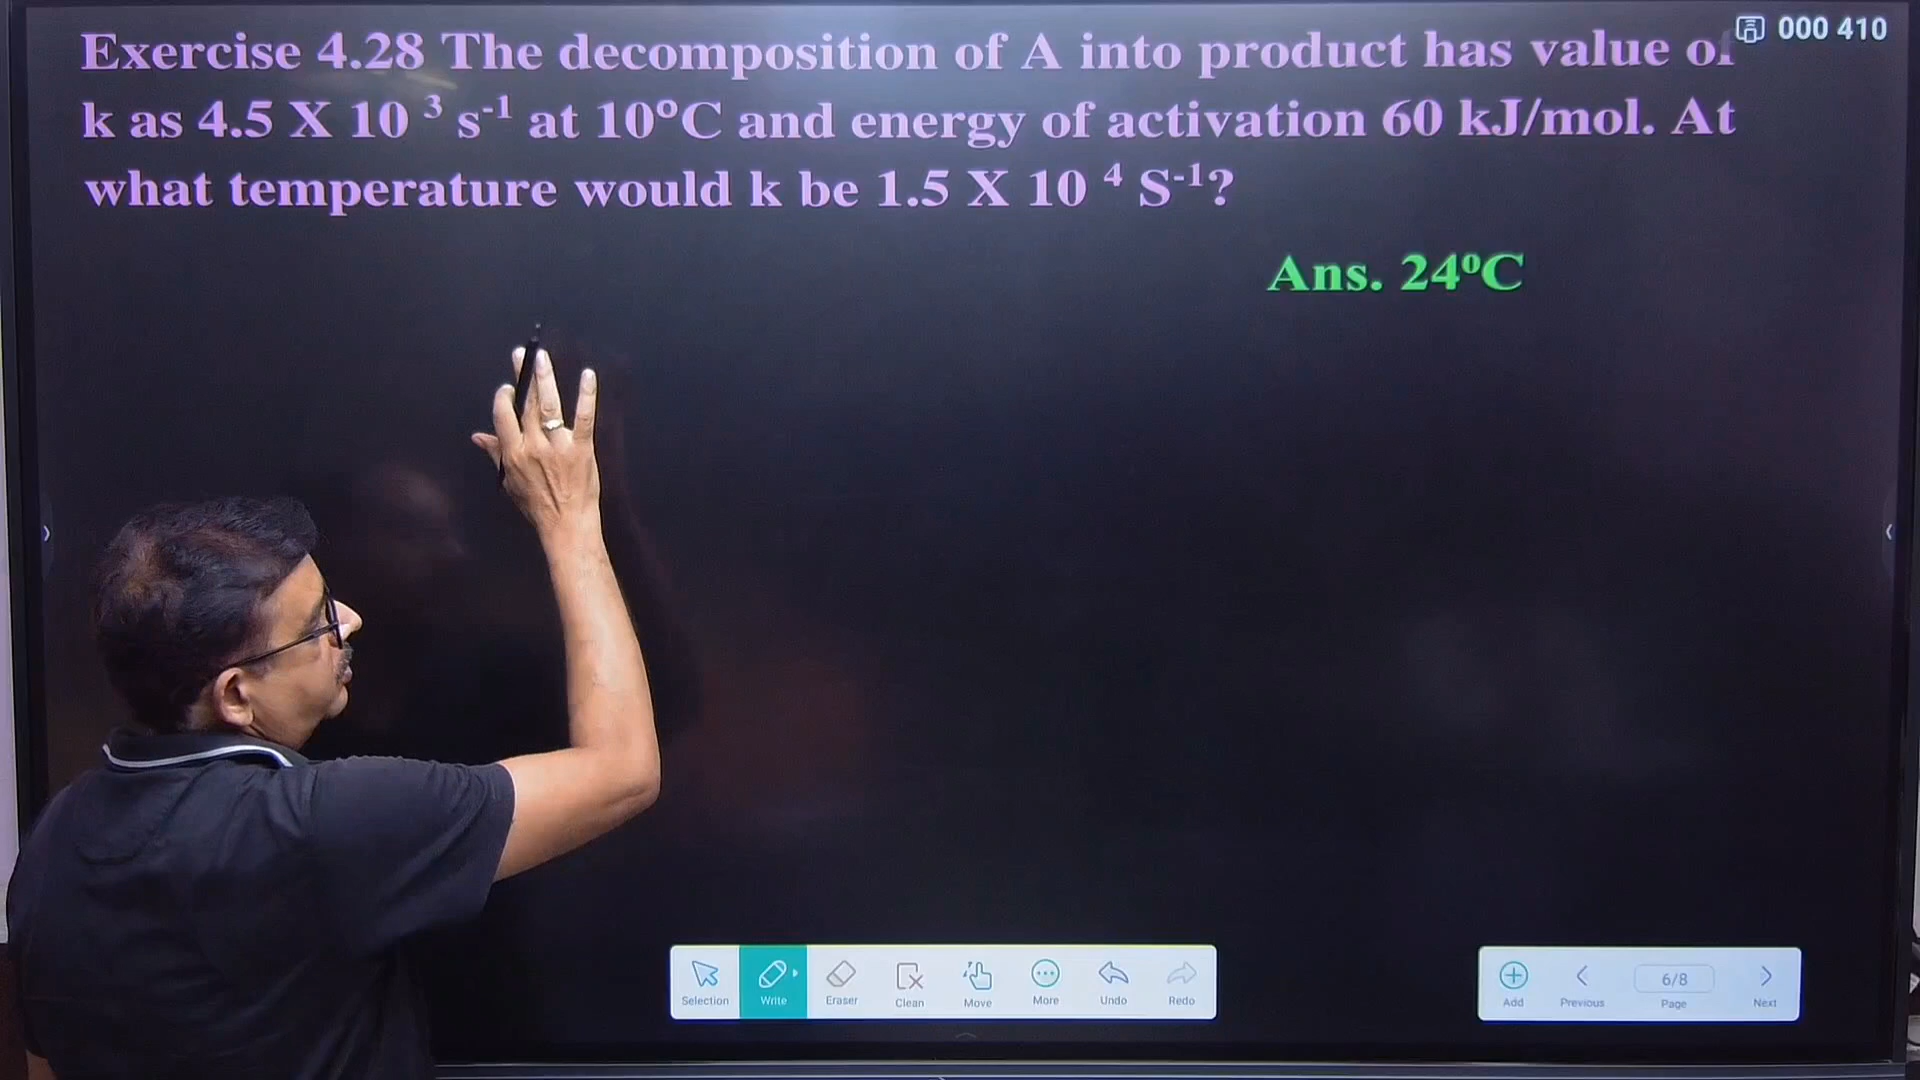 000 410
Exercise 4.28 The decomposition of A into product has value of
k as 4.5 X 10 ³ s⁻¹ at 10°C and energy of activation 60 kJ/mol. At
what temperature would k be 1.5 X 10 ⁴ S⁻¹?
Ans. 24⁰C
Selection Write Eraser Clean Move More Undo Redo
Add Previous 6/8 Page Next